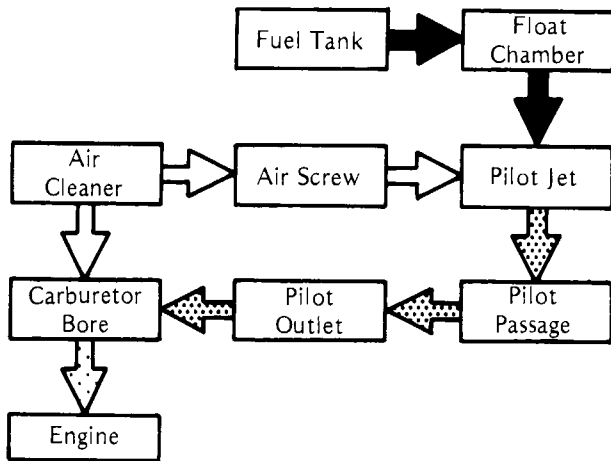 Fuel Tank
Float
Chamber
Air
Cleaner
Air Screw
Pilot Jet
Carburetor
Bore
Pilot
Outlet
Pilot
Passage
Engine